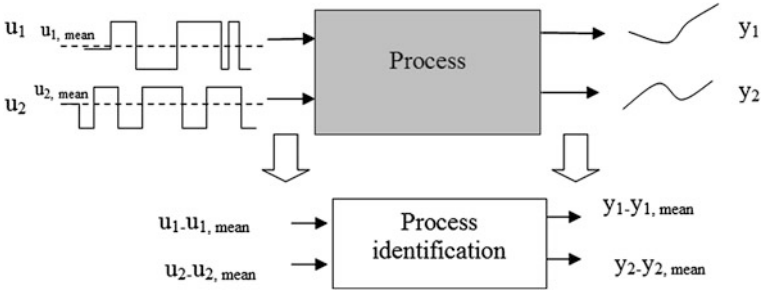 u1 u1, mean
Process
y1
u2 u2, mean
y2
u1-u1, mean
Process
identification
y1-y1, mean
u2-u2, mean
y2-y2, mean